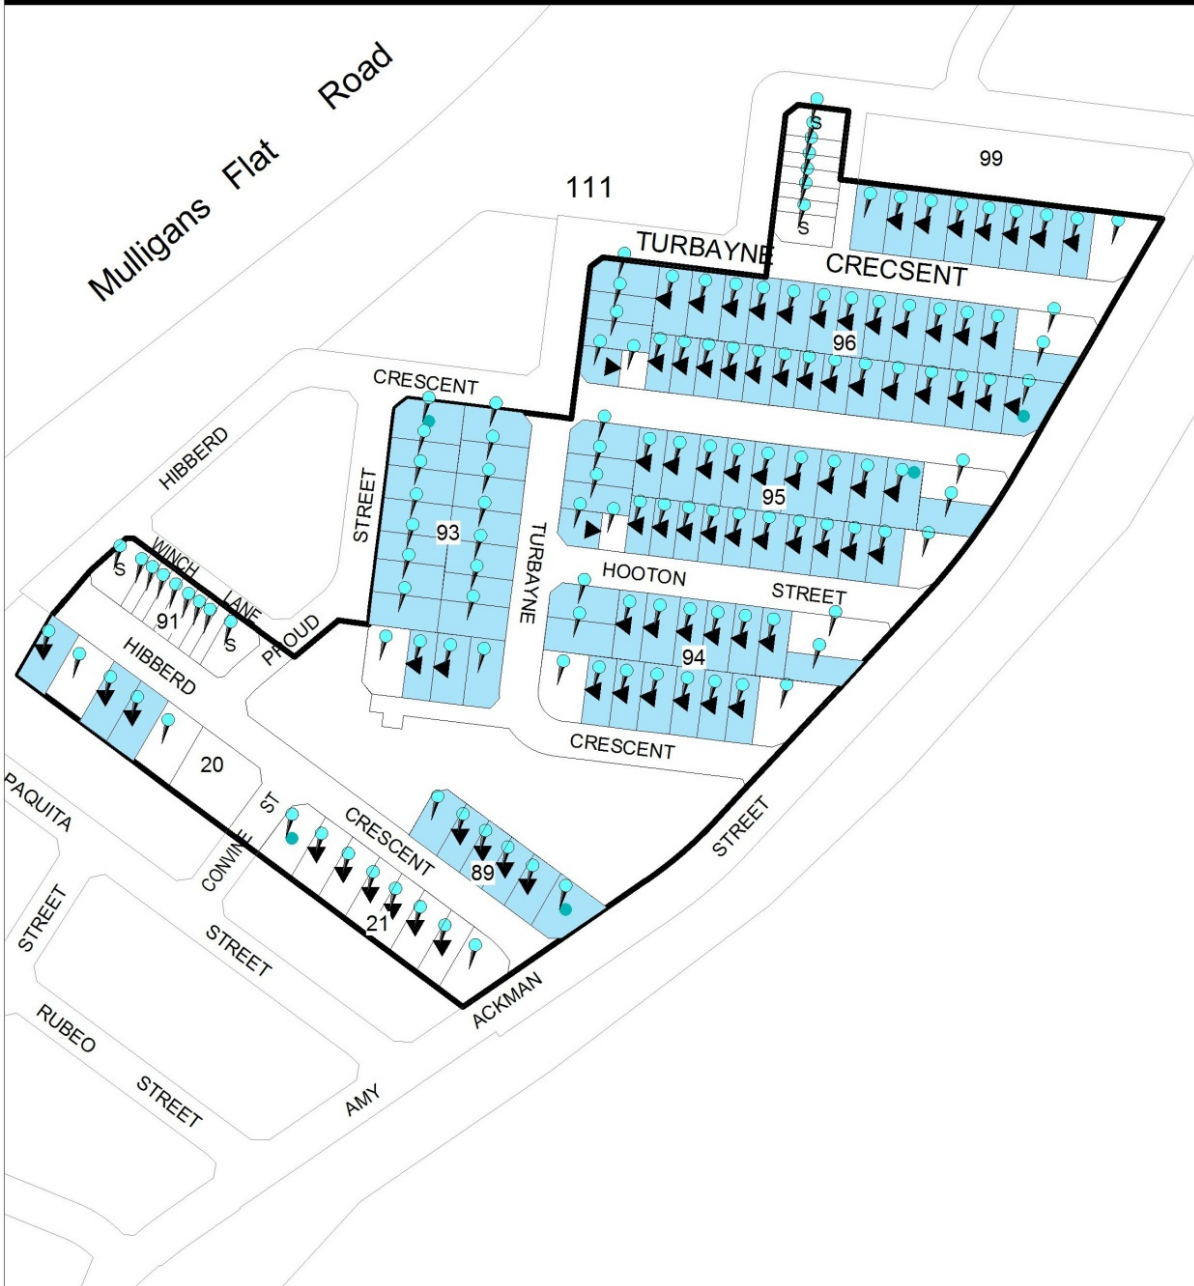 Mulligans Flat Road
111
99
S
S
TURBAYNE CRECSENT
96
CRESCENT
HIBBERD
STREET
93
TURBAYNE
95
HOOTON STREET
94
CRESCENT
WINCH LANE
S
91
S
PROUD
HIBBERD CRESCENT
20
ST
CONVINE
89
21
PAQUITA STREET
STREET
RUBEO STREET
ACKMAN STREET
AMY